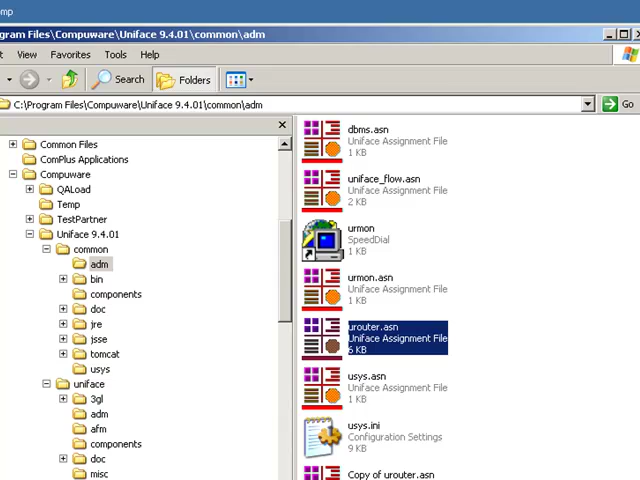 omp
gram Files\Compuware\Uniface 9.4.01\common\adm
View Favorites Tools Help
Search Folders
C:\Program Files\Compuware\Uniface 9.4.01\common\adm Go
Common Files
ComPlus Applications
Compuware
QALoad
Temp
TestPartner
Uniface 9.4.01
common
adm
bin
components
doc
jre
jsse
tomcat
usys
uniface
3gl
adm
afm
components
doc
misc
dbms.asn
Uniface Assignment File
1 KB
uniface_flow.asn
Uniface Assignment File
2 KB
urmon
SpeedDial
1 KB
urmon.asn
Uniface Assignment File
1 KB
urouter.asn
Uniface Assignment File
6 KB
usys.asn
Uniface Assignment File
1 KB
usys.ini
Configuration Settings
9 KB
Copy of urouter.asn